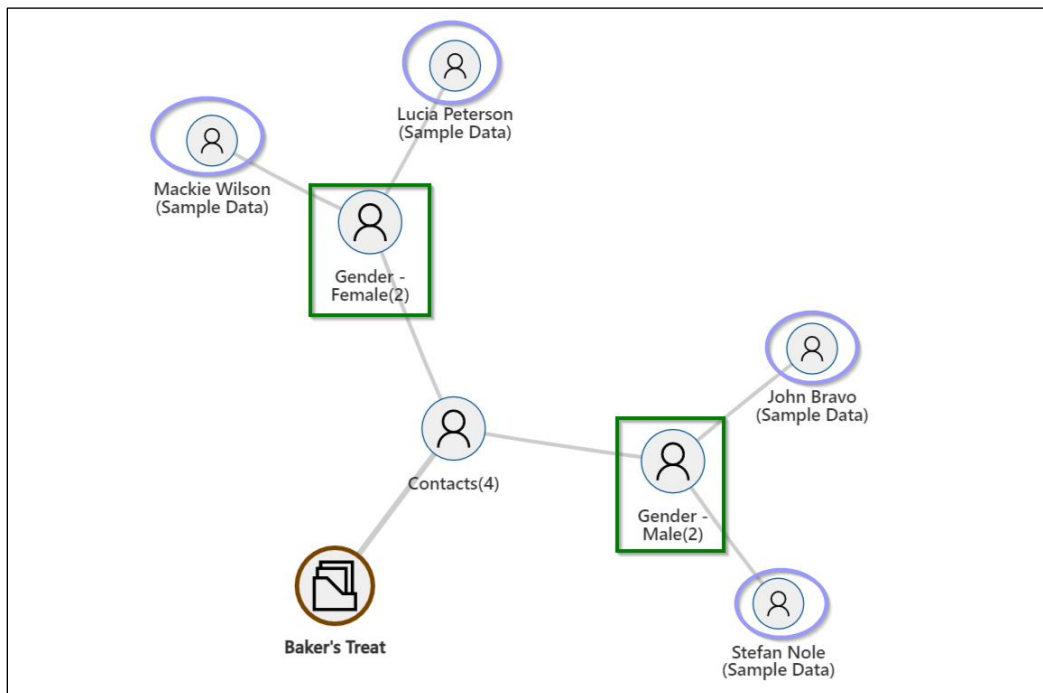 Lucia Peterson
(Sample Data)
Mackie Wilson
(Sample Data)
Gender -
Female(2)
John Bravo
(Sample Data)
Contacts(4)
Gender -
Male(2)
Baker's Treat
Stefan Nole
(Sample Data)